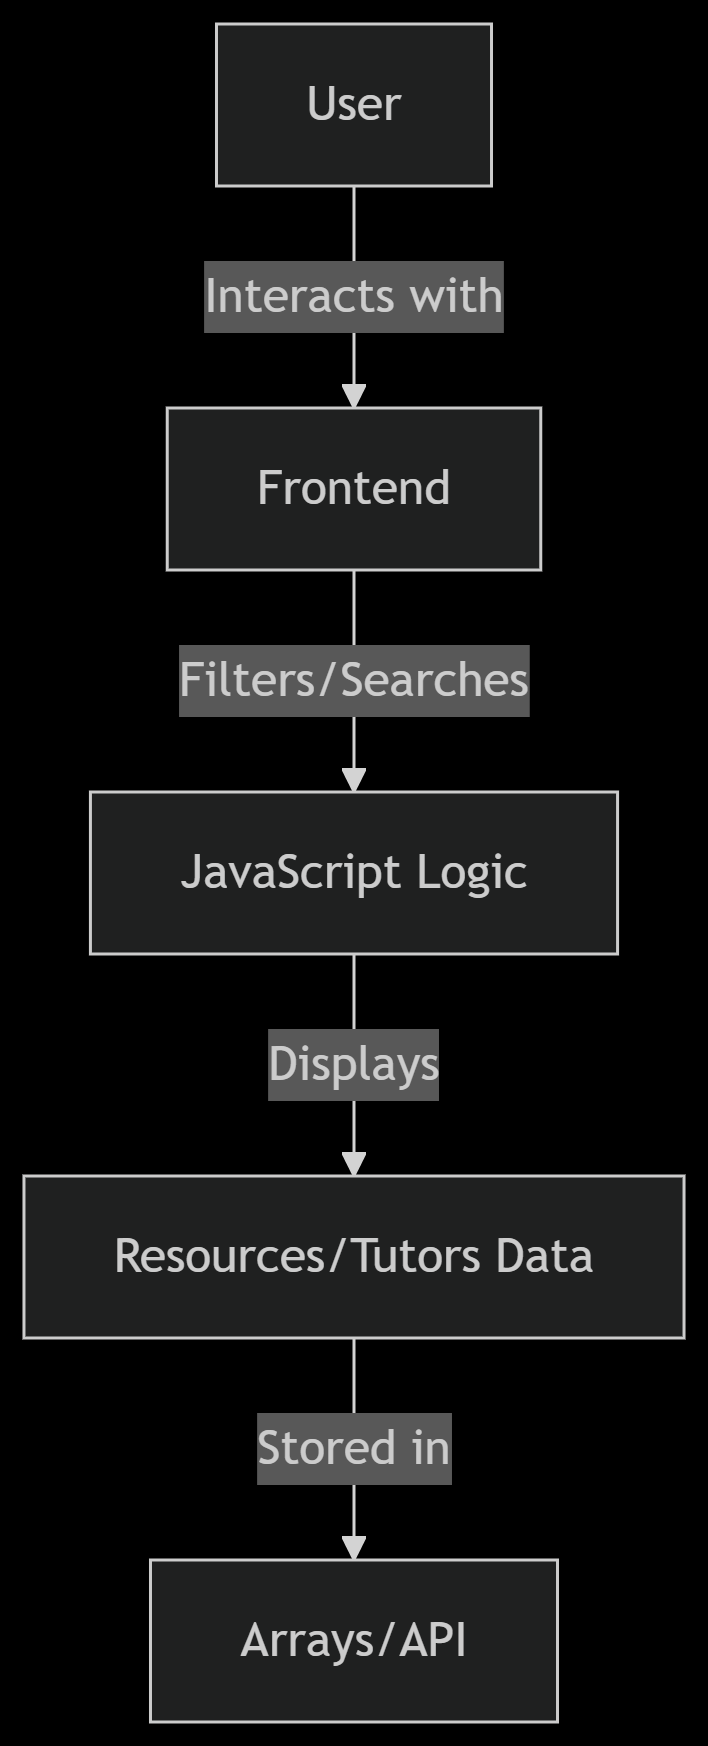 User
Interacts with
Frontend
Filters/Searches
JavaScript Logic
Displays
Resources/Tutors Data
Stored in
Arrays/API